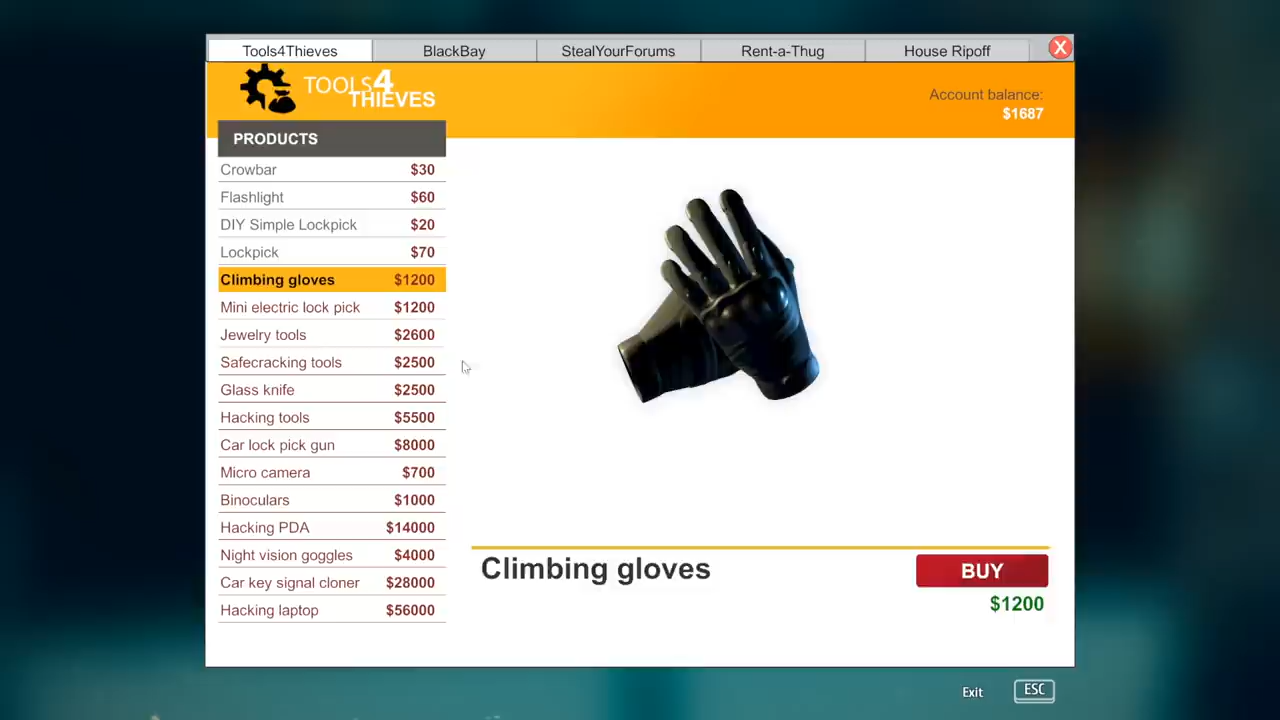 Tools4Thieves BlackBay StealYourForums Rent-a-Thug House Ripoff X
TOOLS4
THIEVES
Account balance:
$1687
PRODUCTS
Crowbar $30
Flashlight $60
DIY Simple Lockpick $20
Lockpick $70
Climbing gloves $1200
Mini electric lock pick $1200
Jewelry tools $2600
Safecracking tools $2500
Glass knife $2500
Hacking tools $5500
Car lock pick gun $8000
Micro camera $700
Binoculars $1000
Hacking PDA $14000
Night vision goggles $4000
Car key signal cloner $28000
Hacking laptop $56000
Climbing gloves BUY
$1200
Exit ESC